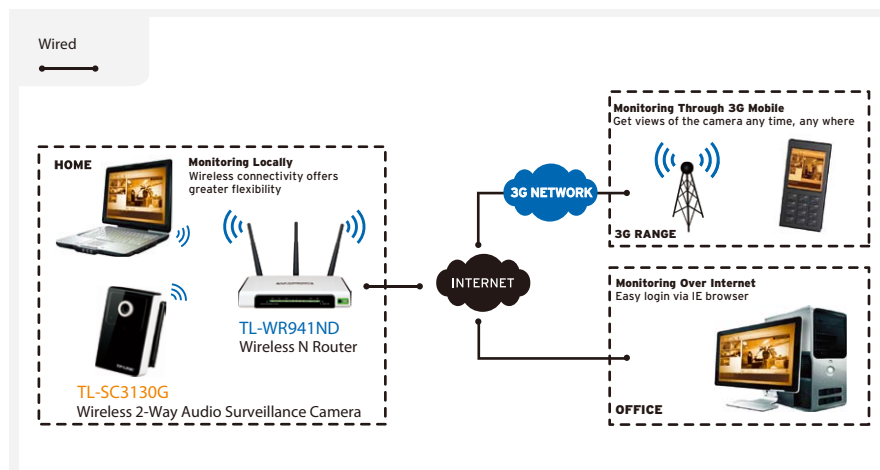 Wired
HOME
Monitoring Locally
Wireless connectivity offers
greater flexibility
TL-WR941ND
Wireless N Router
TL-SC3130G
Wireless 2-Way Audio Surveillance Camera
INTERNET
3G NETWORK
Monitoring Through 3G Mobile
Get views of the camera any time, any where
3G RANGE
Monitoring Over Internet
Easy login via IE browser
OFFICE